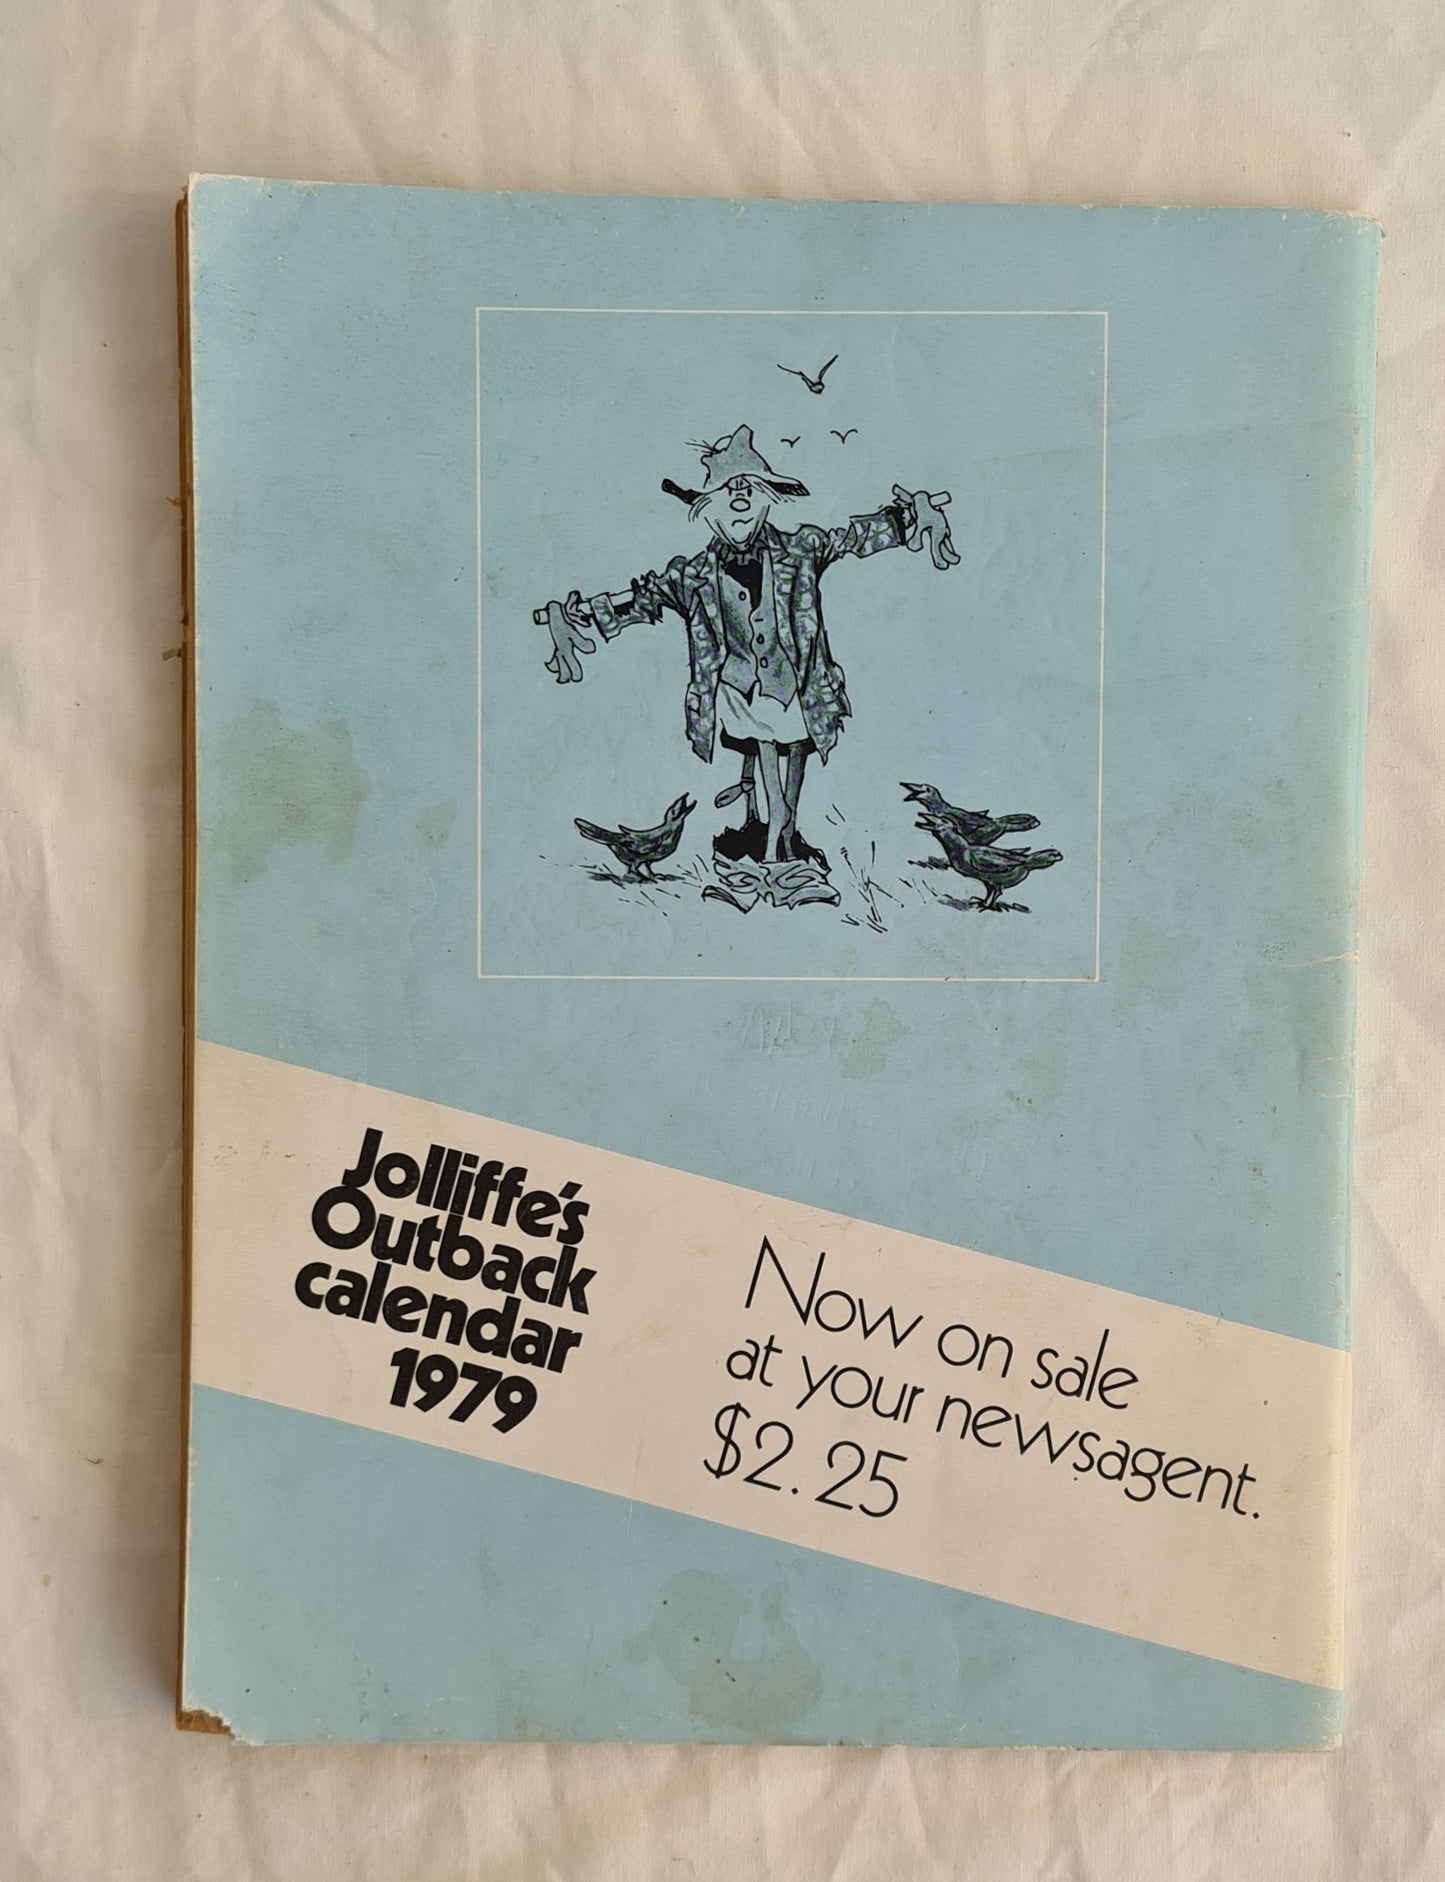 Jolliffe's
Outback
calendar
1979
Now on sale
at your newsagent.
$2.25